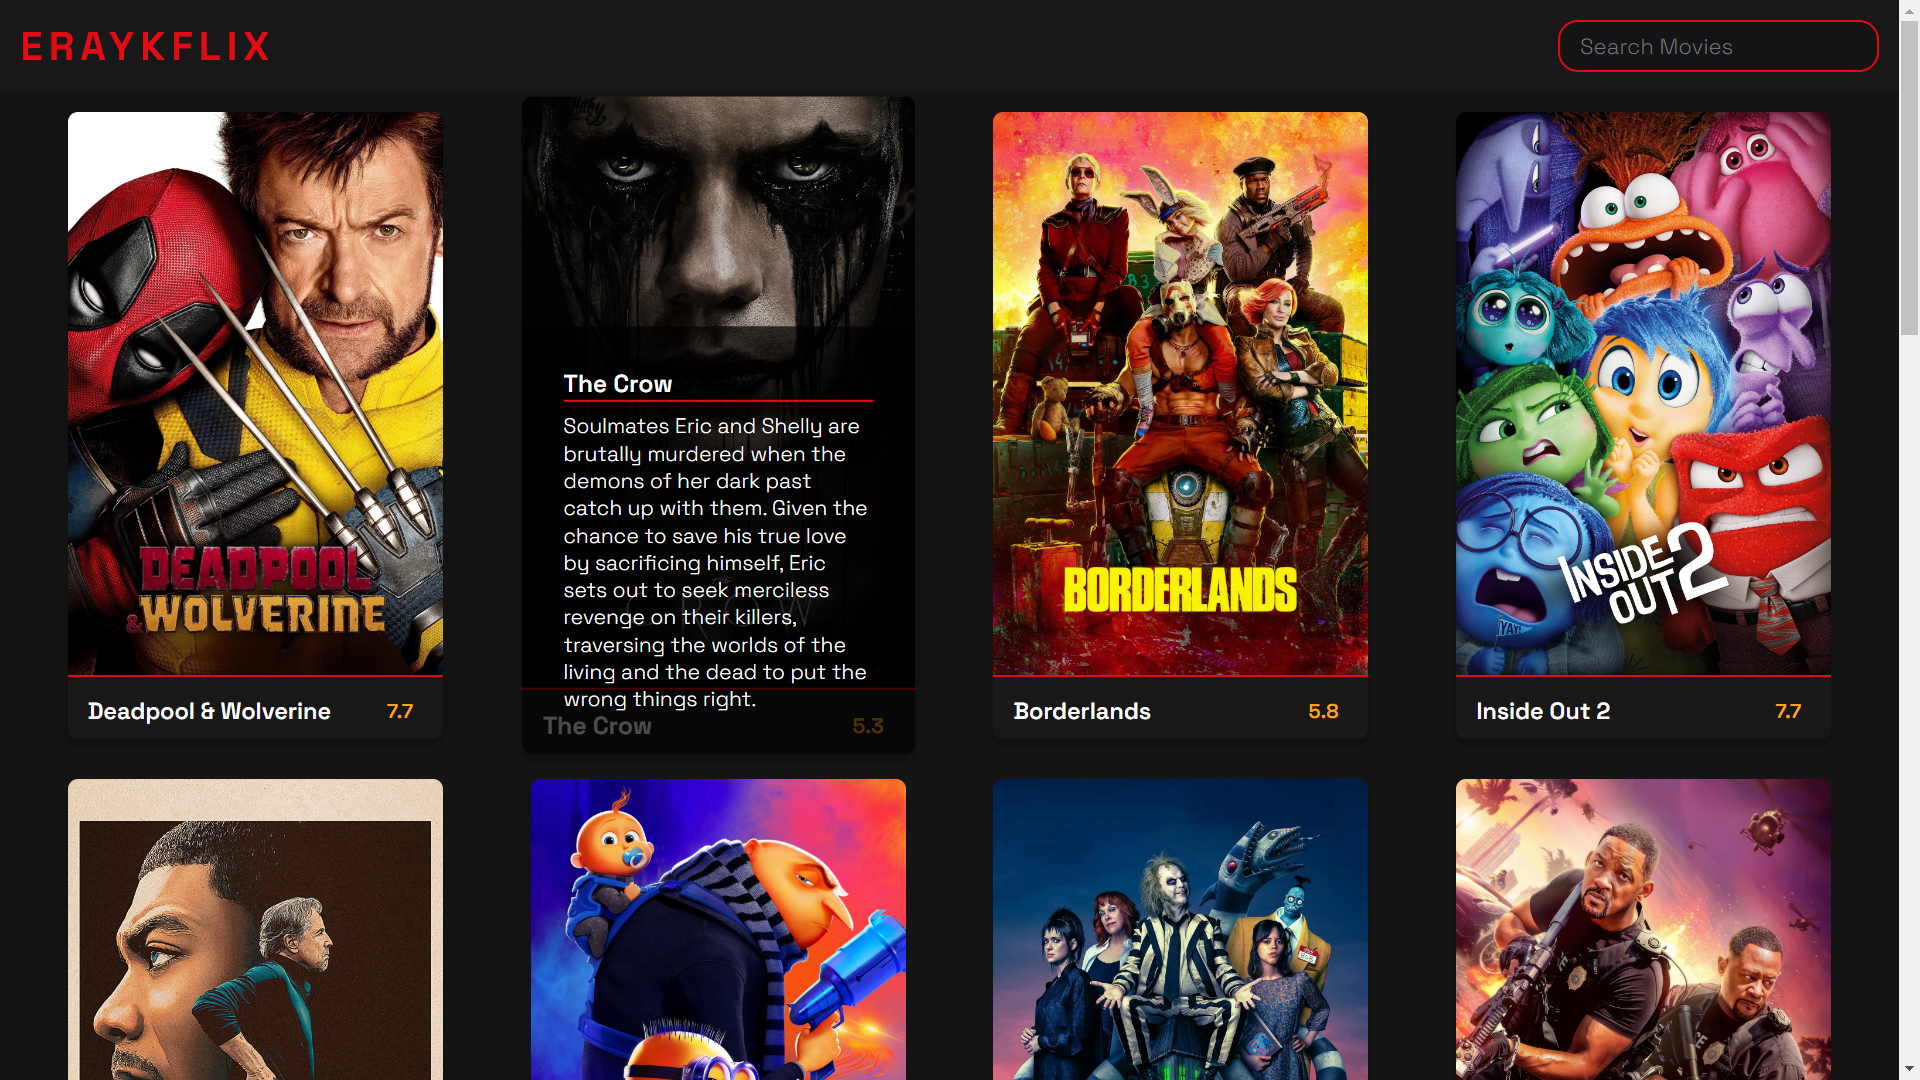 ERAYKFLIX
Search Movies
DEADPOOL
& WOLVERINE
Deadpool & Wolverine
7.7
The Crow
Soulmates Eric and Shelly are
brutally murdered when the
demons of her dark past
catch up with them. Given the
chance to save his true love
by sacrificing himself, Eric
sets out to seek merciless
revenge on their killers,
traversing the worlds of the
living and the dead to put the
wrong things right.
The Crow
5.3
BORDERLANDS
Borderlands
5.8
YAY!
INSIDE
OUT 2
Inside Out 2
7.7